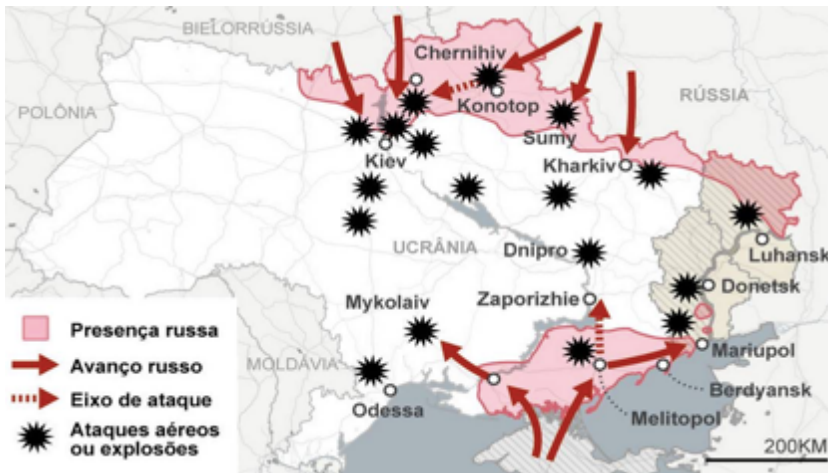 BIELORRÚSSIA
Chernihiv
POLÔNIA
Konotop
RÚSSIA
Sumy
Kiev
Kharkiv
UCRÂNIA
Luhansk
Dnipro
Donetsk
Zaporizhie
Mykolaiv
Mariupol
MOLDÁVIA
Berdyansk
Odessa
Melitopol
Presença russa
Avanço russo
Eixo de ataque
Ataques aéreos
ou explosões
200KM